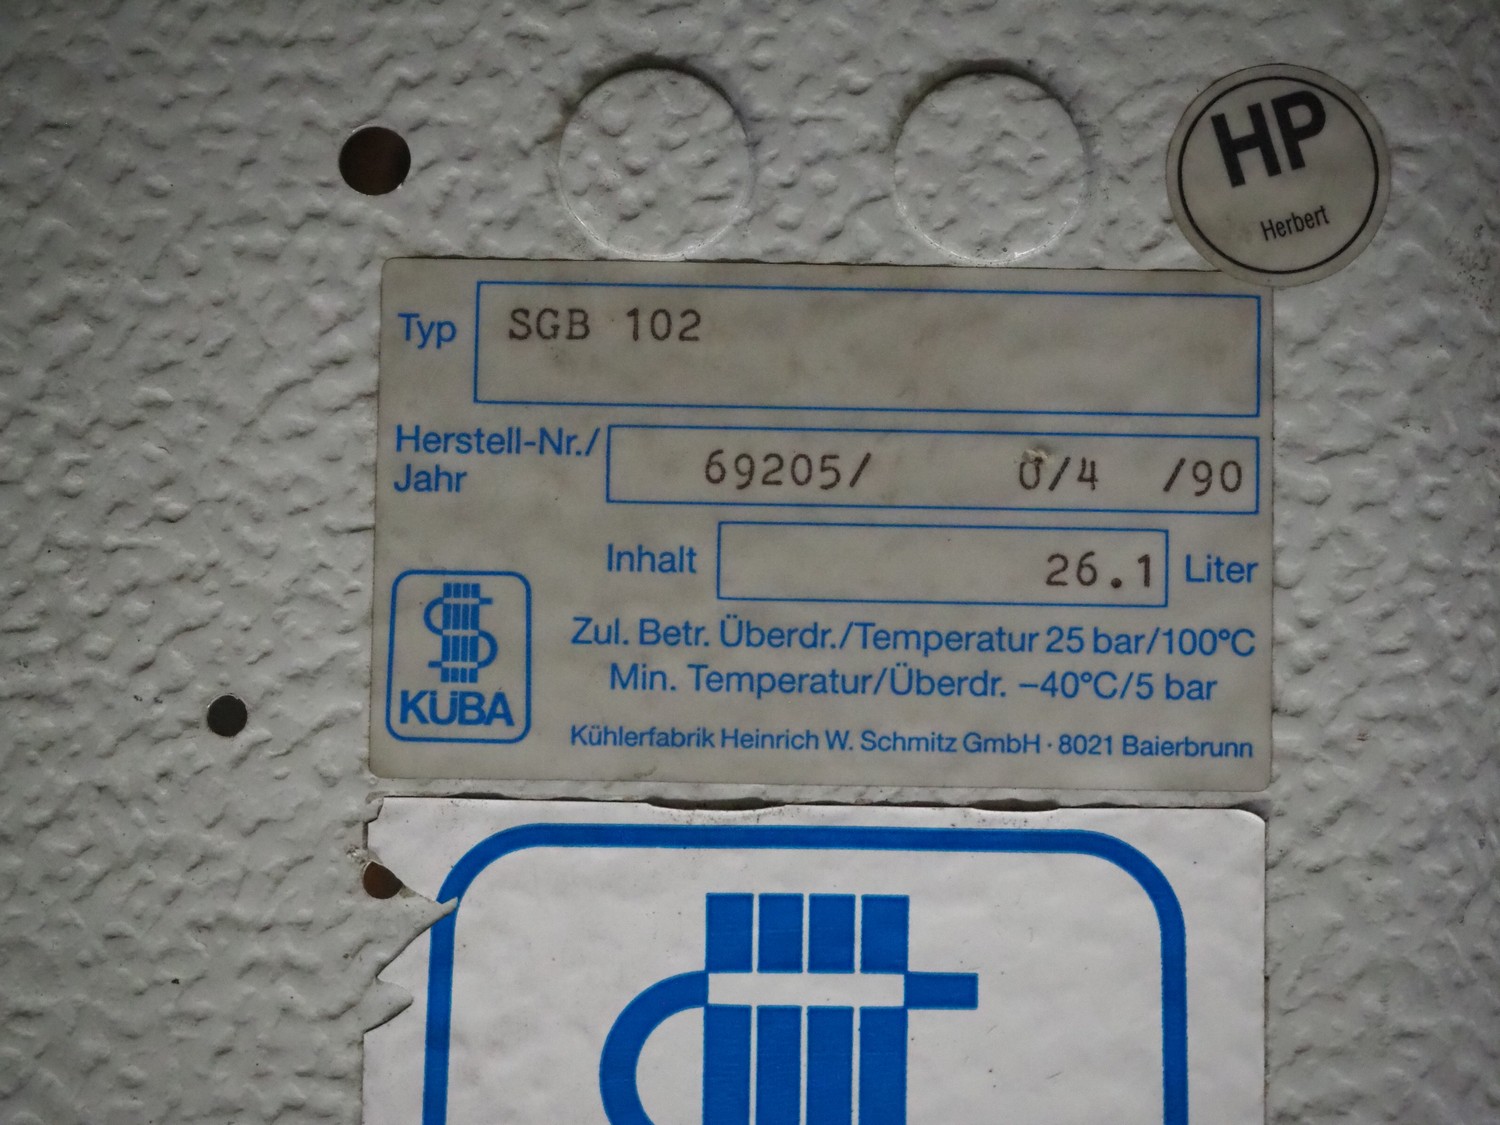 HP
Herbert
Typ SGB 102
Herstell-Nr./
Jahr 69205/ 0/4 /90
Inhalt 26.1 Liter
Zul. Betr. Überdr./Temperatur 25 bar/100°C
Min. Temperatur/Überdr. –40°C/5 bar
KÜBA
Kühlerfabrik Heinrich W. Schmitz GmbH · 8021 Baierbrunn